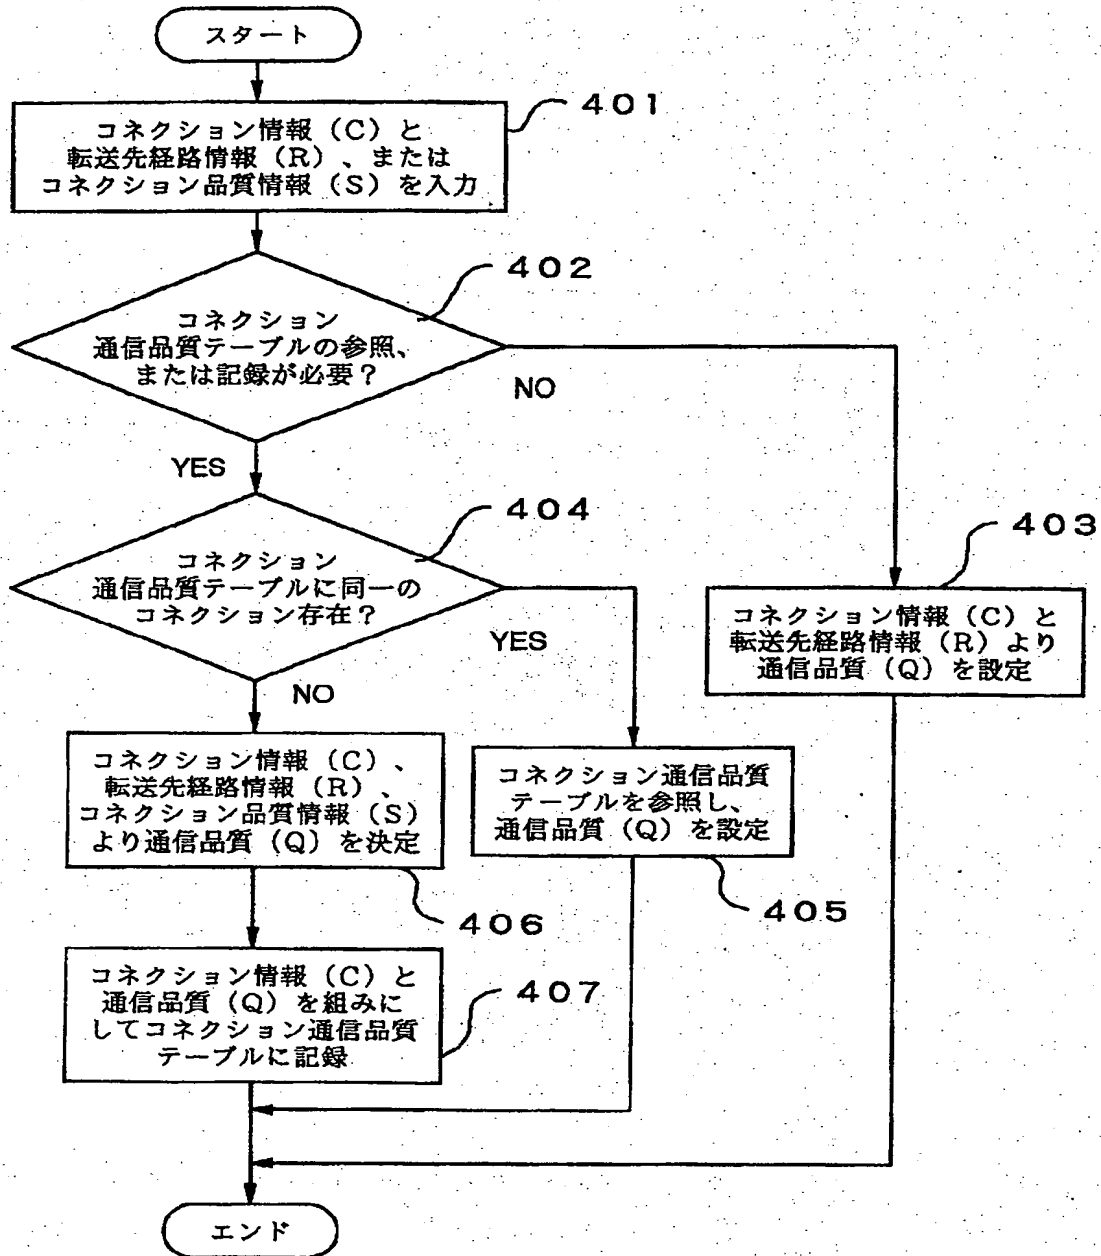 スタート
401
コネクション情報（C）と
転送先経路情報（R）、または
コネクション品質情報（S）を入力
402
コネクション
通信品質テーブルの参照、
または記録が必要？
NO
YES
404
コネクション
通信品質テーブルに同一の
コネクション存在？
YES
NO
403
コネクション情報（C）と
転送先経路情報（R）より
通信品質（Q）を設定
コネクション情報（C）、
転送先経路情報（R）、
コネクション品質情報（S）
より通信品質（Q）を決定
406
コネクション通信品質
テーブルを参照し、
通信品質（Q）を設定
405
コネクション情報（C）と
通信品質（Q）を組みに
してコネクション通信品質
テーブルに記録
407
エンド